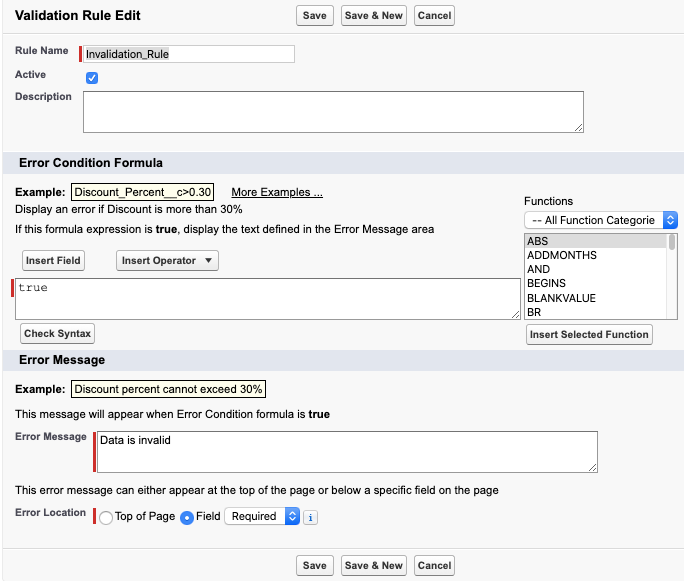 Validation Rule Edit Save Save & New Cancel
Rule Name Invalidation_Rule
Active
Description
Error Condition Formula
Example: Discount_Percent__c>0.30 More Examples ...
Display an error if Discount is more than 30%
If this formula expression is true, display the text defined in the Error Message area
Insert Field Insert Operator
true
Check Syntax
Functions
-- All Function Categorie
ABS
ADDMONTHS
AND
BEGINS
BLANKVALUE
BR
Insert Selected Function
Error Message
Example: Discount percent cannot exceed 30%
This message will appear when Error Condition formula is true
Error Message Data is invalid
This error message can either appear at the top of the page or below a specific field on the page
Error Location Top of Page Field Required i
Save Save & New Cancel